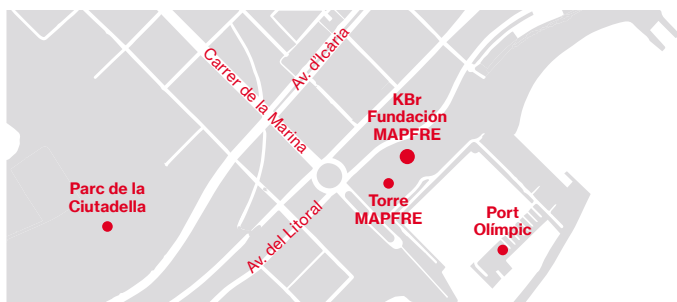 Carrer de la Marina
Av. d'Icària
KBr
Fundación
MAPFRE
Parc de la
Ciutadella
Torre
MAPFRE
Av. del Litoral
Port
Olímpic